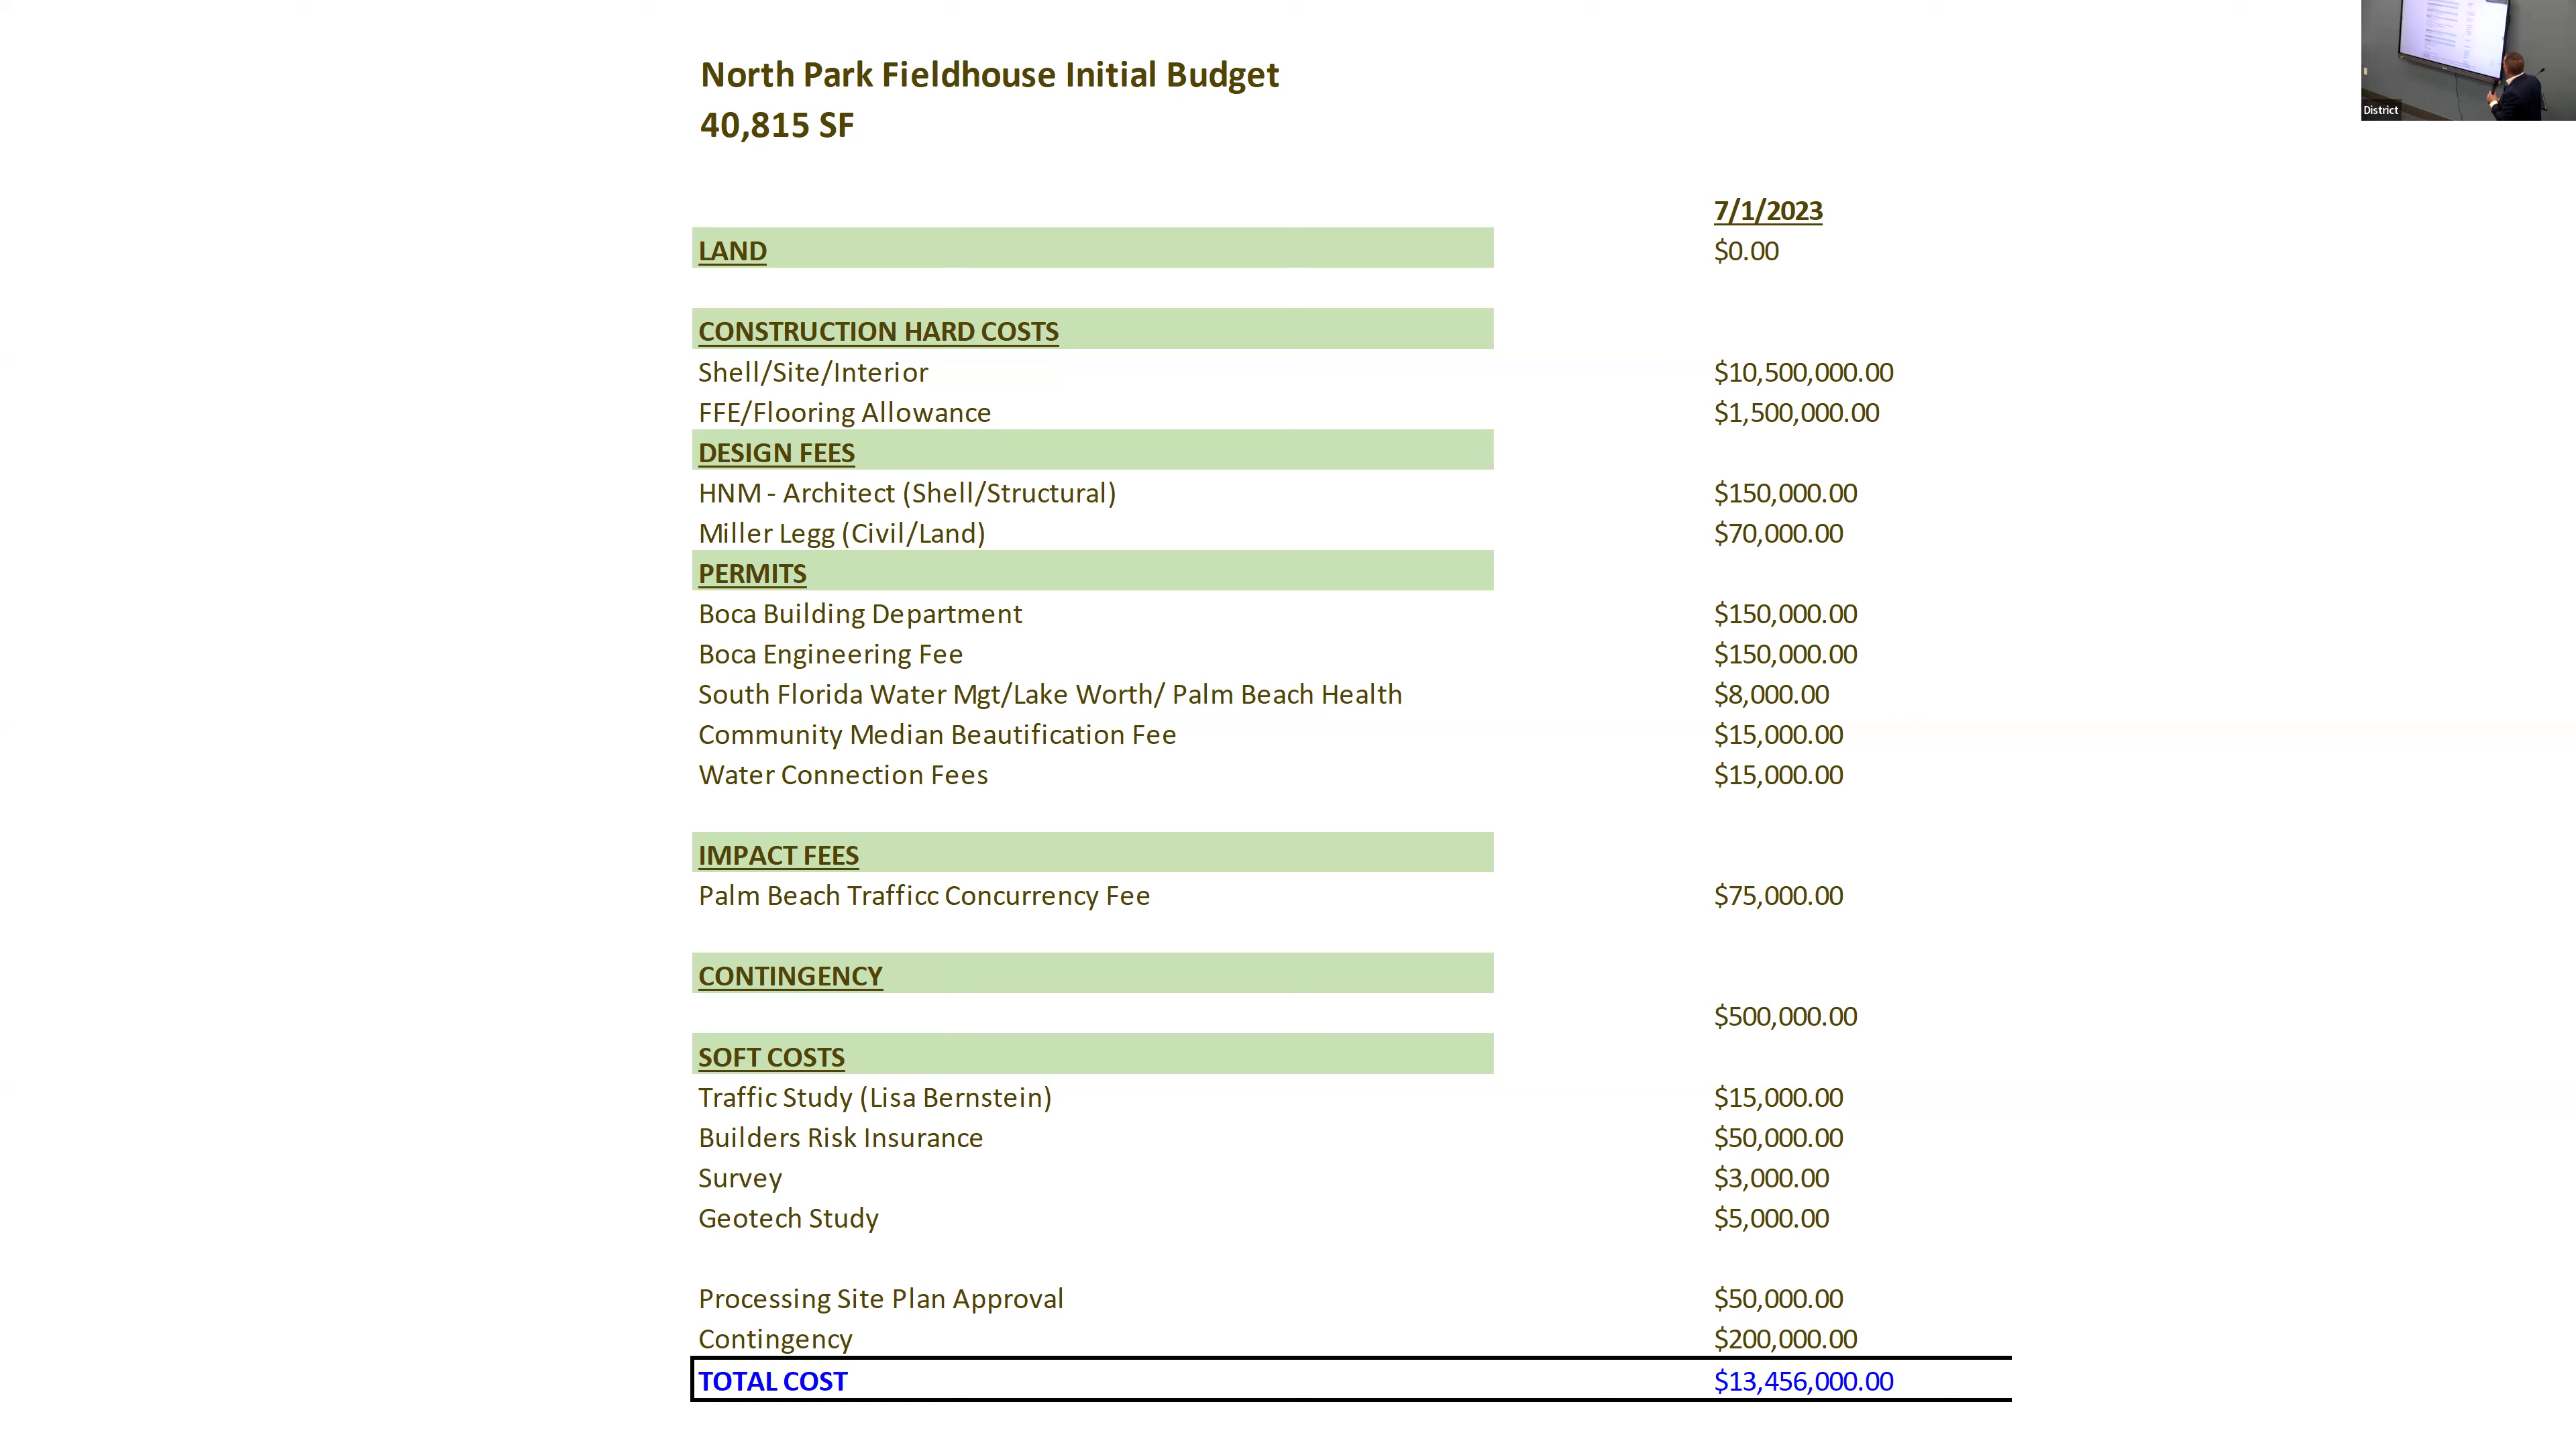 North Park Fieldhouse Initial Budget
40,815 SF
7/1/2023
LAND $0.00
CONSTRUCTION HARD COSTS
Shell/Site/Interior $10,500,000.00
FFE/Flooring Allowance $1,500,000.00
DESIGN FEES
HNM - Architect (Shell/Structural) $150,000.00
Miller Legg (Civil/Land) $70,000.00
PERMITS
Boca Building Department $150,000.00
Boca Engineering Fee $150,000.00
South Florida Water Mgt/Lake Worth/ Palm Beach Health $8,000.00
Community Median Beautification Fee $15,000.00
Water Connection Fees $15,000.00
IMPACT FEES
Palm Beach Trafficc Concurrency Fee $75,000.00
CONTINGENCY
$500,000.00
SOFT COSTS
Traffic Study (Lisa Bernstein) $15,000.00
Builders Risk Insurance $50,000.00
Survey $3,000.00
Geotech Study $5,000.00
Processing Site Plan Approval $50,000.00
Contingency $200,000.00
TOTAL COST $13,456,000.00
District